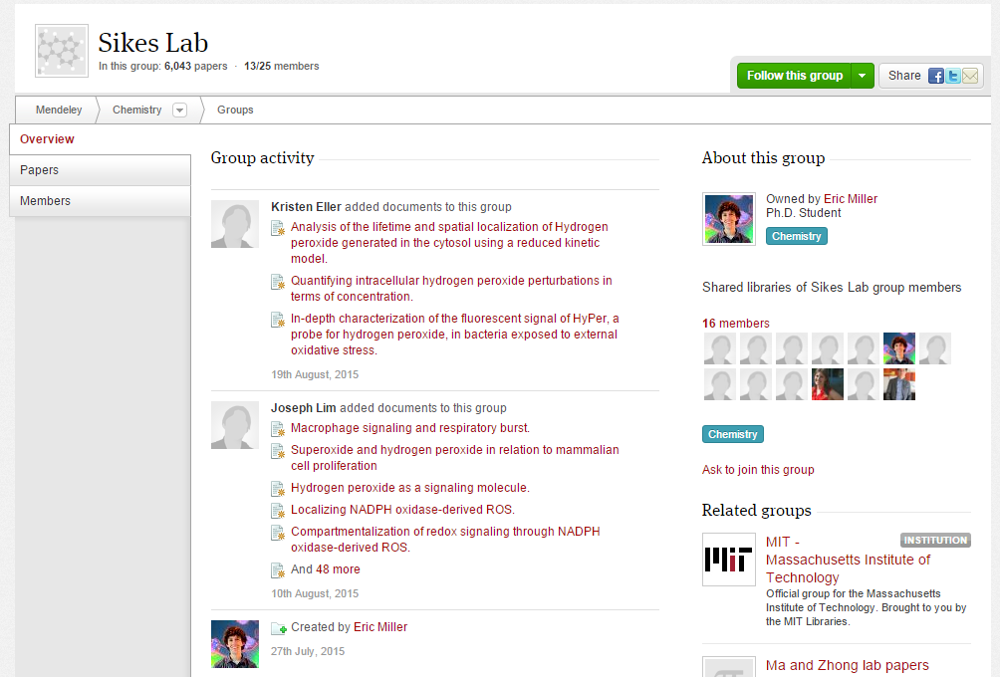 Sikes Lab
In this group: 6,043 papers · 13/25 members
Follow this group
Share
Mendeley
Chemistry
Groups
Overview
Papers
Members
Group activity
Kristen Eller added documents to this group
Analysis of the lifetime and spatial localization of Hydrogen
peroxide generated in the cytosol using a reduced kinetic
model.
Quantifying intracellular hydrogen peroxide perturbations in
terms of concentration.
In-depth characterization of the fluorescent signal of HyPer, a
probe for hydrogen peroxide, in bacteria exposed to external
oxidative stress.
19th August, 2015
Joseph Lim added documents to this group
Macrophage signaling and respiratory burst.
Superoxide and hydrogen peroxide in relation to mammalian
cell proliferation
Hydrogen peroxide as a signaling molecule.
Localizing NADPH oxidase-derived ROS.
Compartmentalization of redox signaling through NADPH
oxidase-derived ROS.
And 48 more
10th August, 2015
Created by Eric Miller
27th July, 2015
About this group
Owned by Eric Miller
Ph.D. Student
Chemistry
Shared libraries of Sikes Lab group members
16 members
Chemistry
Ask to join this group
Related groups
MIT
MIT -
INSTITUTION
Massachusetts Institute of
Technology
Official group for the Massachusetts
Institute of Technology. Brought to you by
the MIT Libraries.
Ma and Zhong lab papers